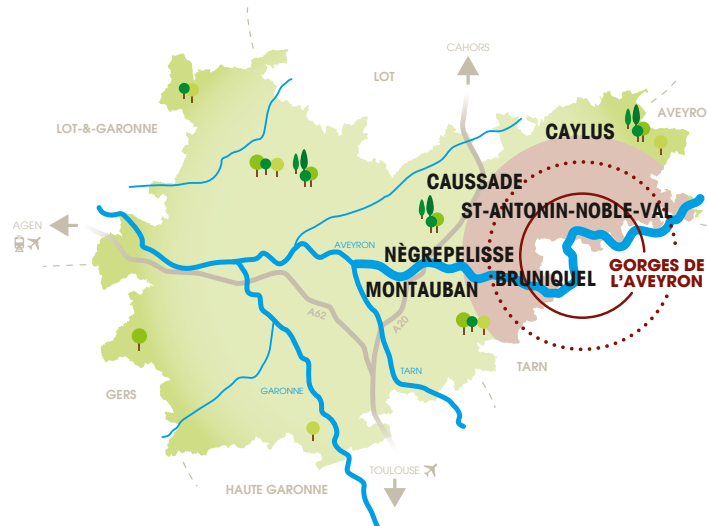 CAHORS
LOT
AVEYRO
LOT-&-GARONNE
CAYLUS
CAUSSADE
ST-ANTONIN-NOBLE-VAL
AGEN
AVEYRON
NÈGREPELISSE
GORGES DE
L'AVEYRON
BRUNIQUEL
MONTAUBAN
A62
A20
TARN
TARN
GERS
GARONNE
TOULOUSE
HAUTE GARONNE